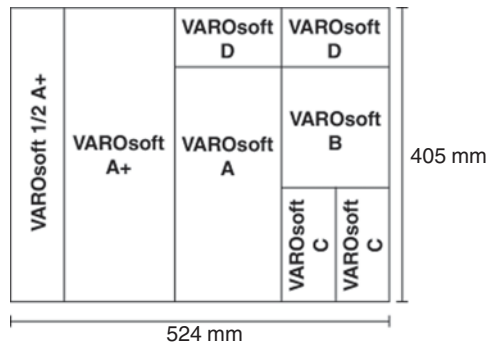 VAROsoft 1/2 A+
VAROsoft
A+
VAROsoft
D
VAROsoft
D
VAROsoft
A
VAROsoft
B
VAROsoft
C
VAROsoft
C
405 mm
524 mm